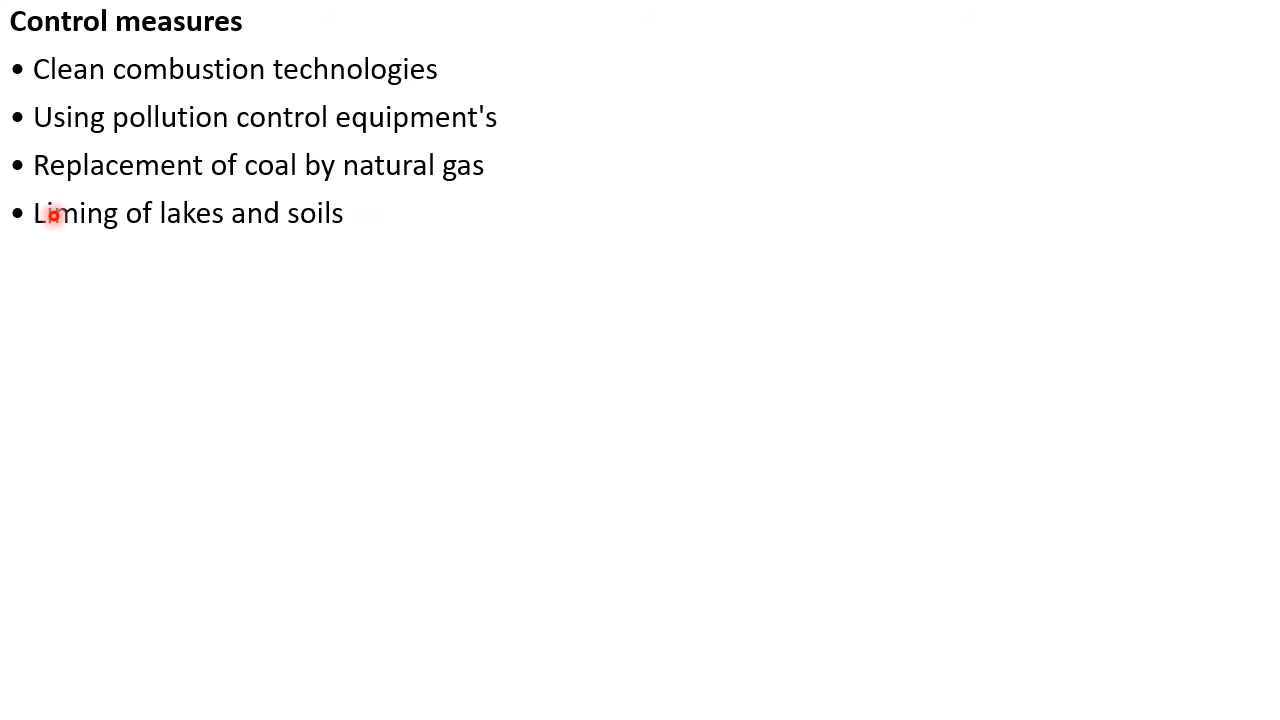 Control measures
• Clean combustion technologies
• Using pollution control equipment's
• Replacement of coal by natural gas
• Liming of lakes and soils